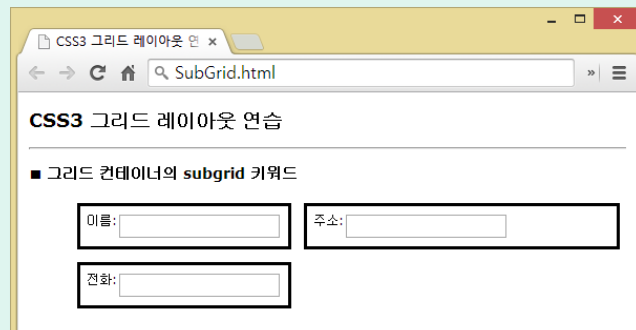 CSS3 그리드 레이아웃 연
SubGrid.html
CSS3 그리드 레이아웃 연습
■ 그리드 컨테이너의 subgrid 키워드
이름: 주소:
전화: